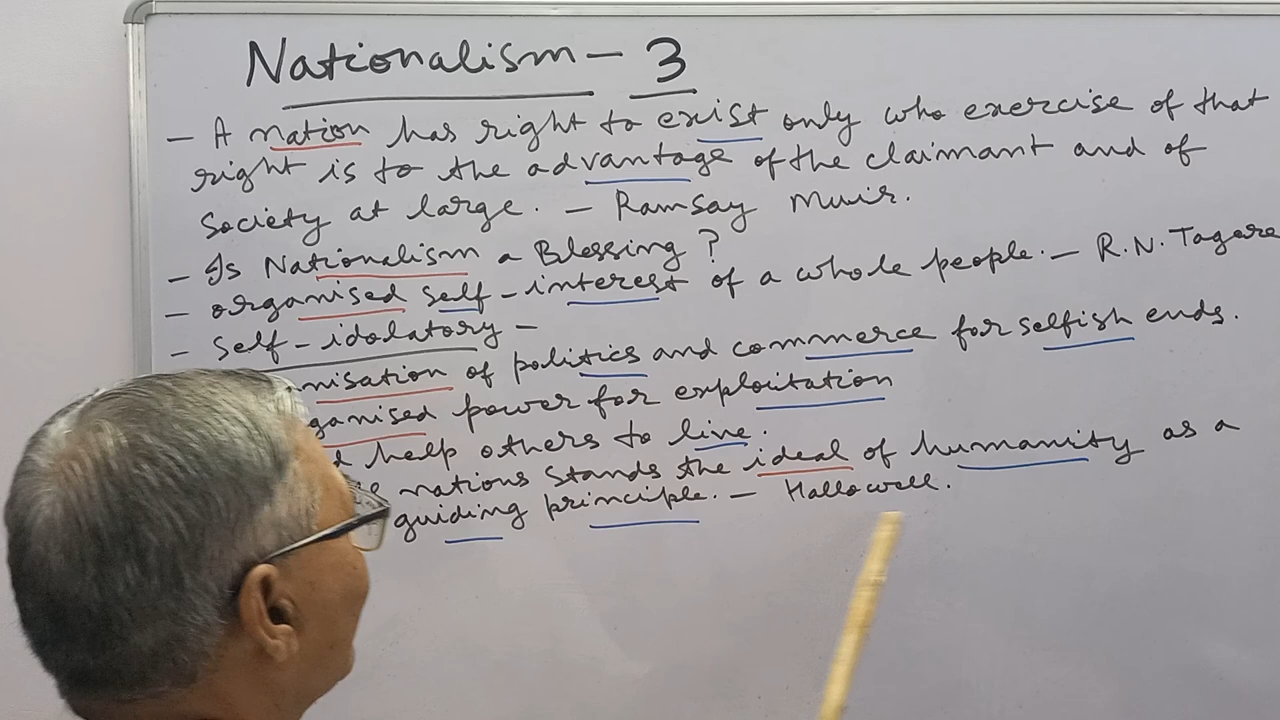 Nationalism - 3
- A nation has right to exist only who exercise of that
right is to the advantage of the claimant and of
society at large. - Ramsay Muir.
- Is Nationalism a Blessing?
- organised self-interest of a whole people. - R.N. Tagore
- Self-idolatory -
nisation of politics and commerce for selfish ends.
ganised power for exploitation
help others to live.
nations stands the ideal of humanity as a
guiding principle. - Hallowell.